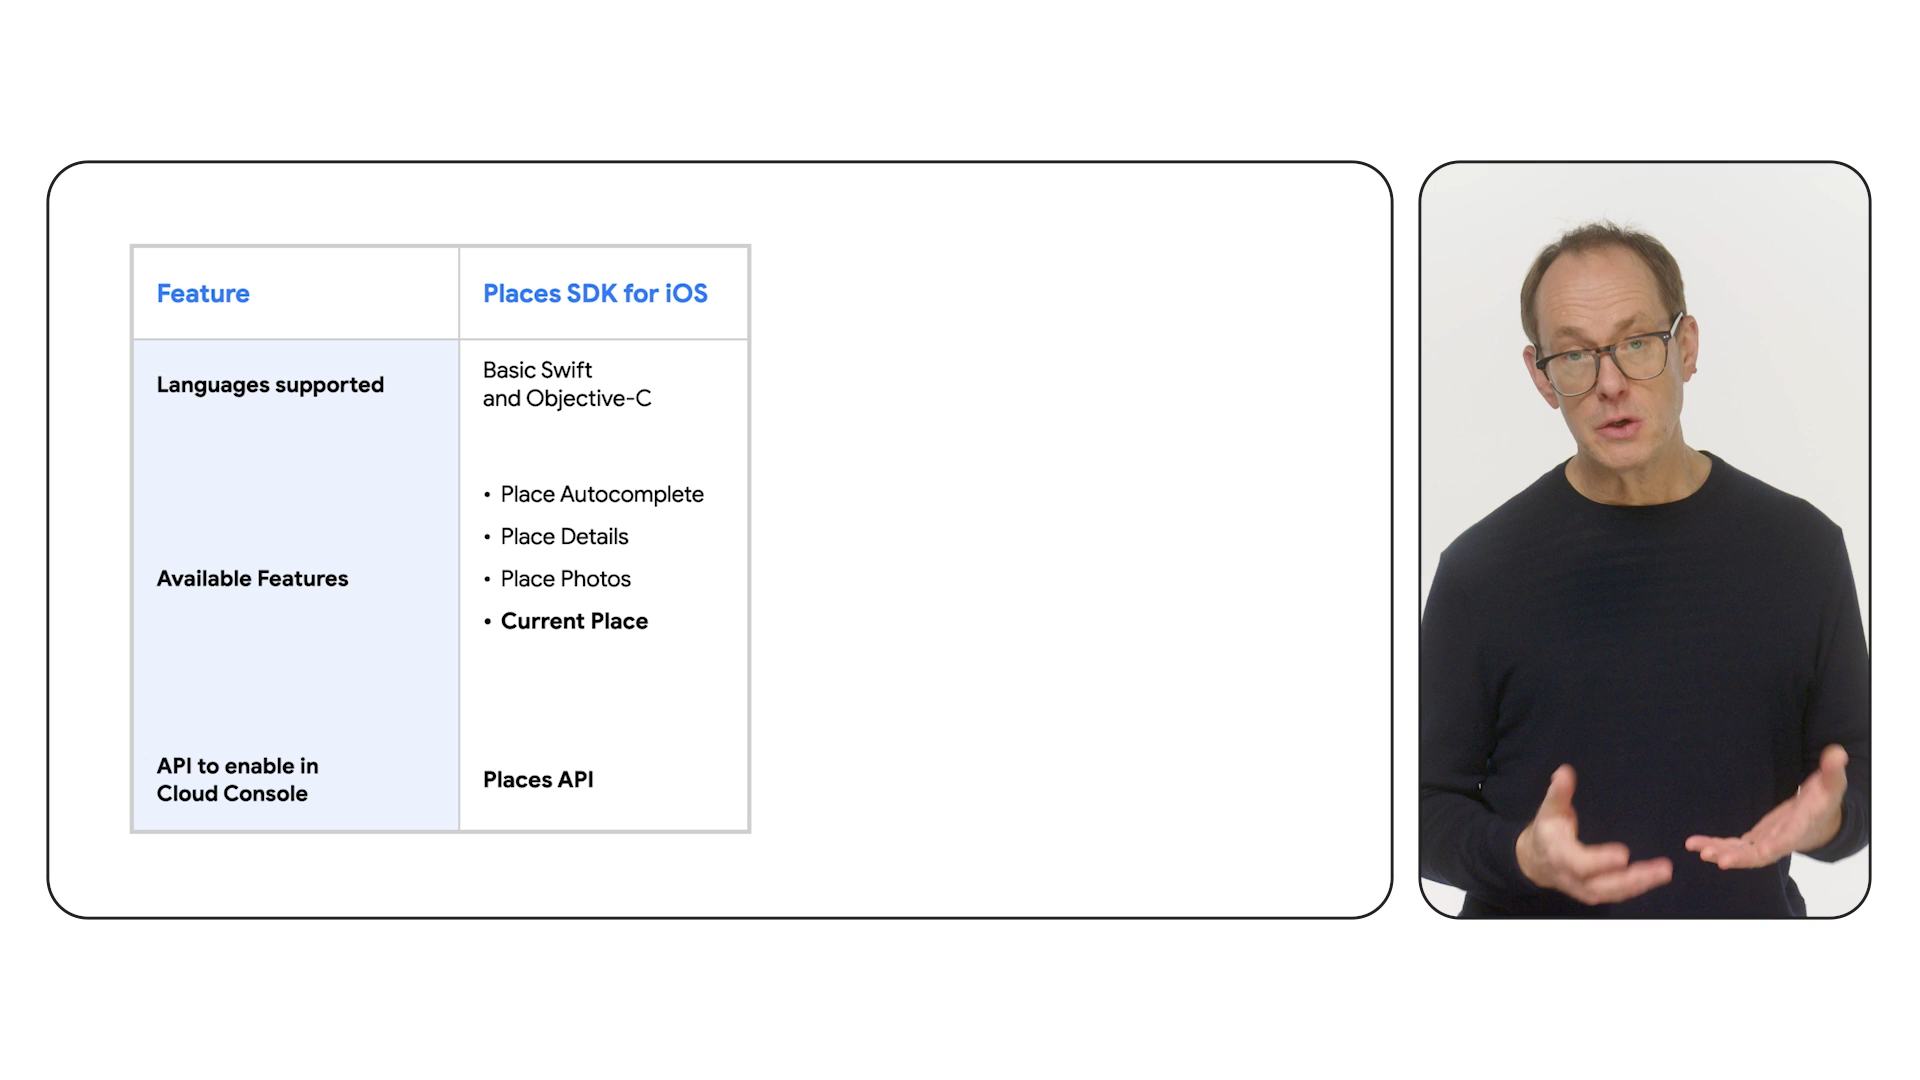 Feature
Places SDK for iOS
Languages supported
Basic Swift
and Objective-C
Available Features
• Place Autocomplete
• Place Details
• Place Photos
• Current Place
API to enable in
Cloud Console
Places API